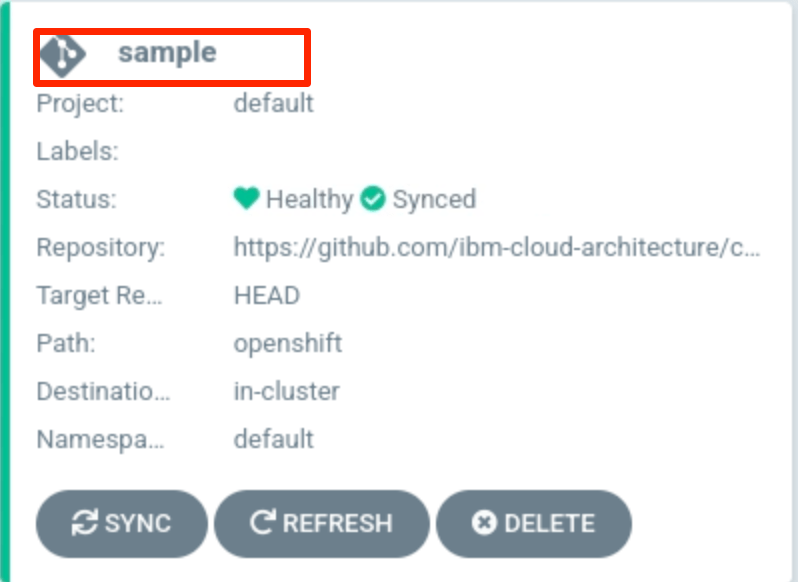 sample
Project: default
Labels:
Status: Healthy Synced
Repository: https://github.com/ibm-cloud-architecture/c...
Target Re... HEAD
Path: openshift
Destinatio... in-cluster
Namespa... default
SYNC REFRESH DELETE